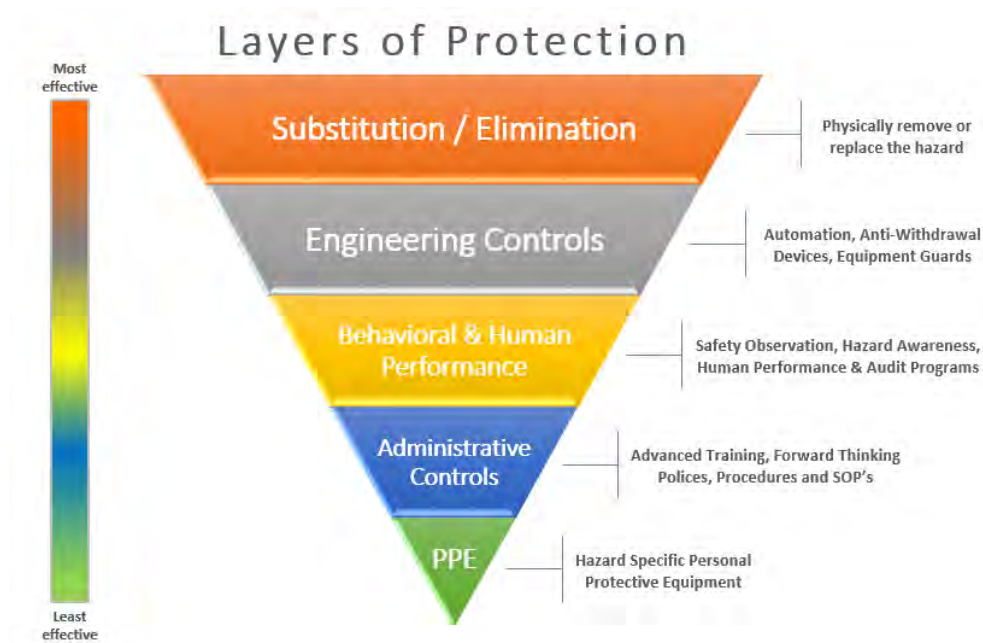 Layers of Protection
Most
effective
Substitution / Elimination
Physically remove or
replace the hazard
Engineering Controls
Automation, Anti-Withdrawal
Devices, Equipment Guards
Behavioral & Human
Performance
Safety Observation, Hazard Awareness,
Human Performance & Audit Programs
Administrative
Controls
Advanced Training, Forward Thinking
Polices, Procedures and SOP's
PPE
Hazard Specific Personal
Protective Equipment
Least
effective